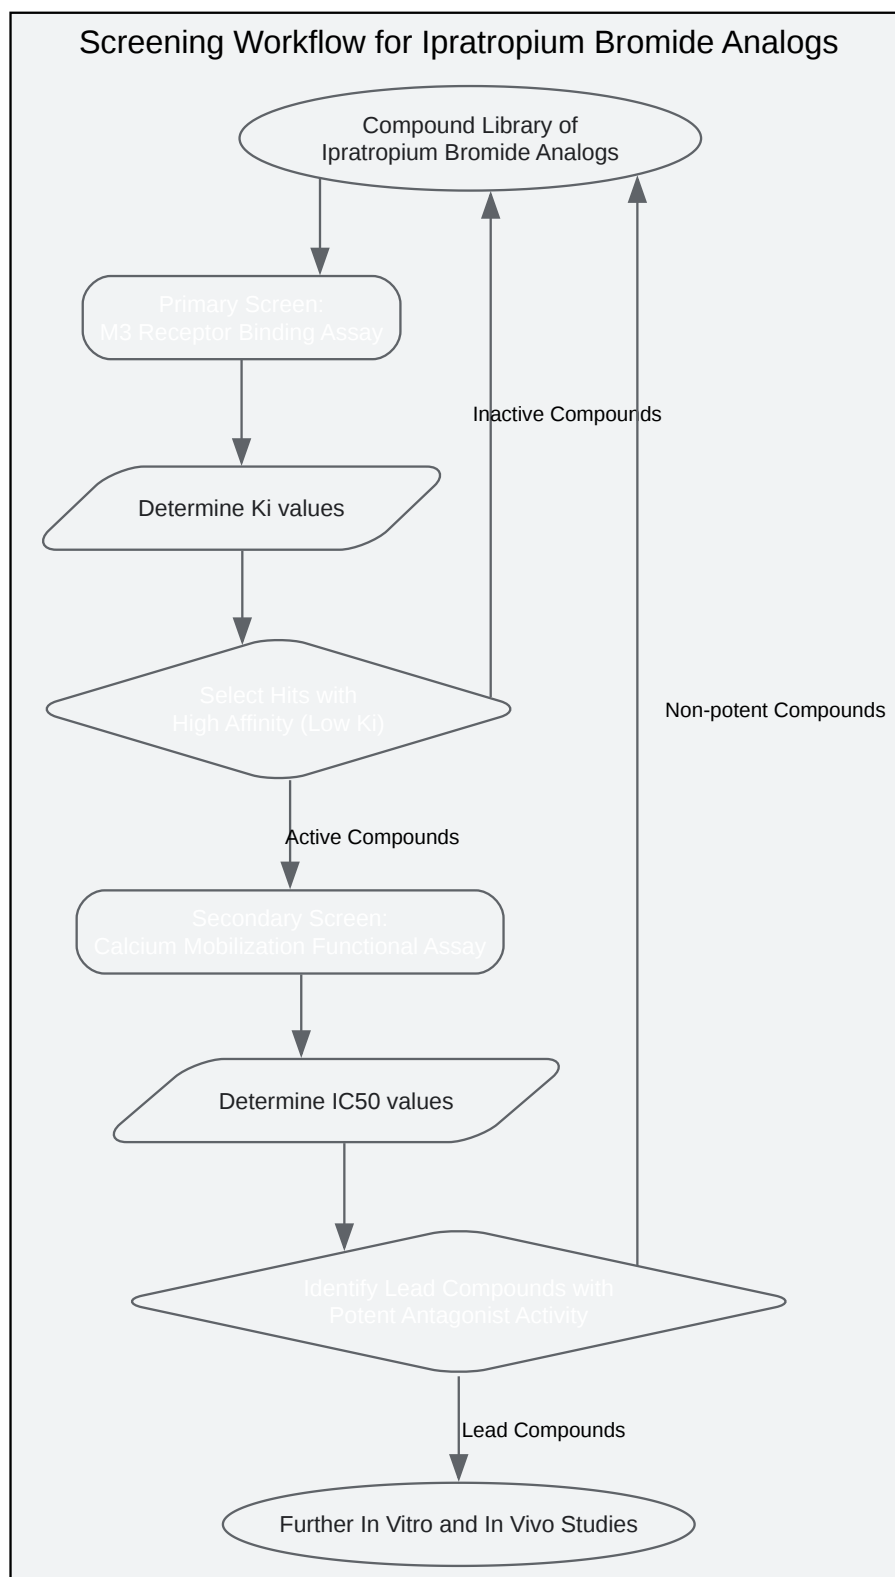 Screening Workflow for Ipratropium Bromide Analogs
Compound Library of
Ipratropium Bromide Analogs
Primary Screen:
M3 Receptor Binding Assay
Inactive Compounds
Determine Ki values
Select Hits with
High Affinity (Low Ki)
Non-potent Compounds
Active Compounds
Secondary Screen:
Calcium Mobilization Functional Assay
Determine IC50 values
Identify Lead Compounds with
Potent Antagonist Activity
Lead Compounds
Further In Vitro and In Vivo Studies